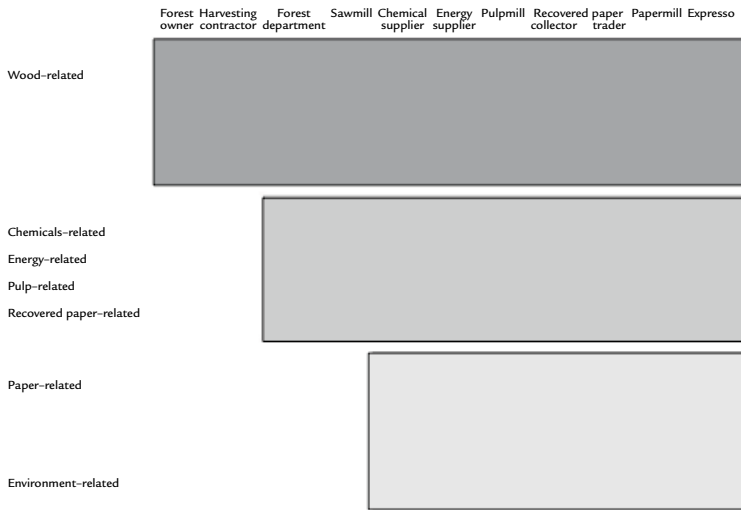 Forest Harvesting Forest Sawmill Chemical Energy Pulpmill Recovered paper Papermill Expresso
owner contractor department supplier supplier collector trader
Wood-related
Chemicals-related
Energy-related
Pulp-related
Recovered paper-related
Paper-related
Environment-related